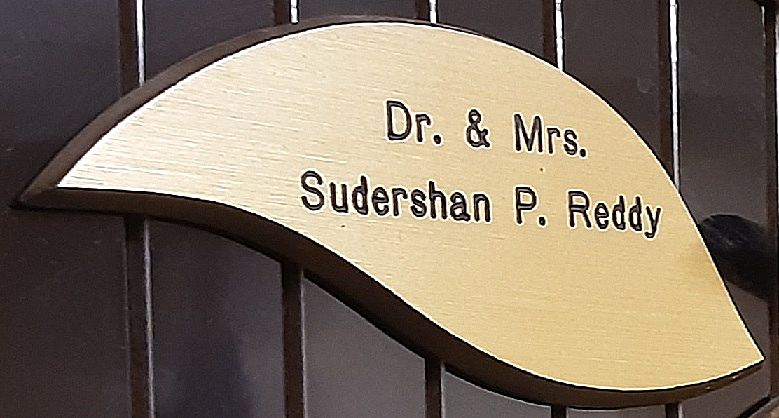 Dr. & Mrs.
Sudershan P. Reddy